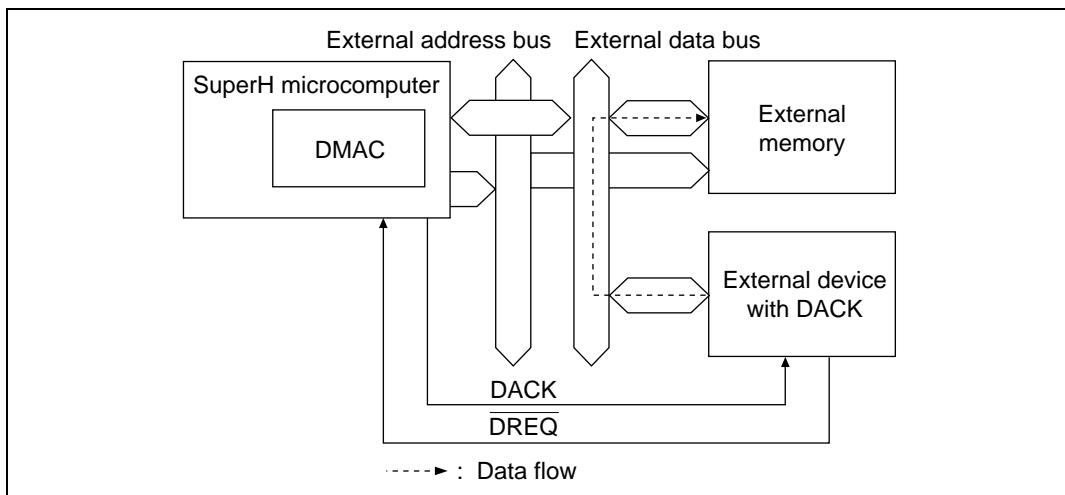 External address bus
External data bus
SuperH microcomputer
DMAC
External
memory
External device
with DACK
DACK
DREQ
: Data flow